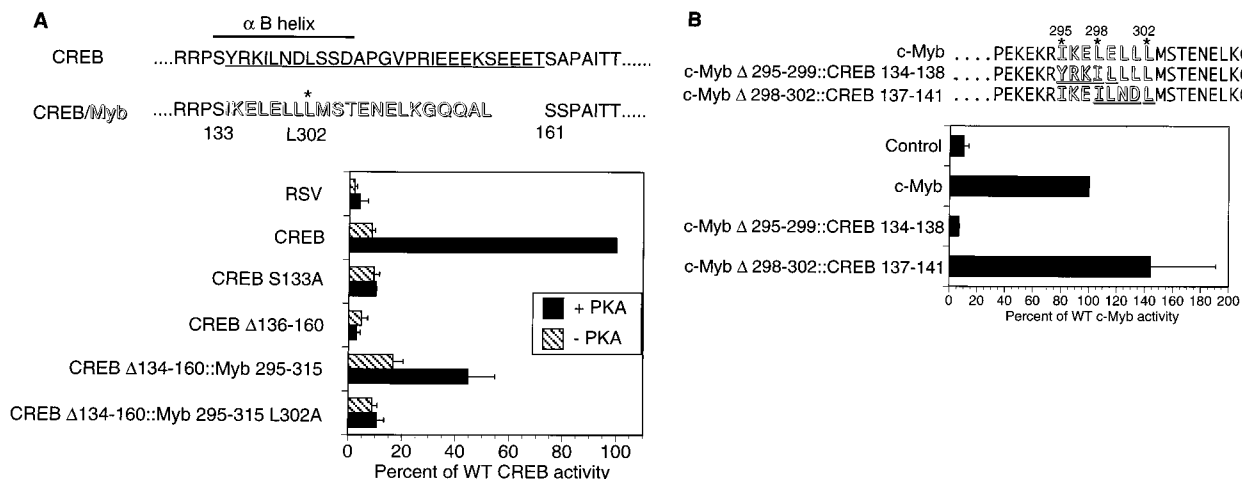 A
α B helix
CREB ....RRPSYRKILNDLSSDAPGVPRIEEEKSEEETSAPAITT......
*
CREB/Myb ....RRPSIKELELLLMSTENELKGQQAL SSPAITT.....
133 L302 161
RSV
CREB
CREB S133A
CREB Δ136-160
CREB Δ134-160::Myb 295-315
CREB Δ134-160::Myb 295-315 L302A
+ PKA
- PKA
0 20 40 60 80 100
Percent of WT CREB activity
B
295 298 302
* * *
c-Myb ....PEKEKRIKELELLLMSTENELK
c-Myb Δ 295-299::CREB 134-138 ....PEKEKRYRKILLLLMSTENELK
c-Myb Δ 298-302::CREB 137-141 ....PEKEKRIKEILNDLMSTENELK
Control
c-Myb
c-Myb Δ 295-299::CREB 134-138
c-Myb Δ 298-302::CREB 137-141
0 20 40 60 80 100 120 140 160 180 200
Percent of WT c-Myb activity